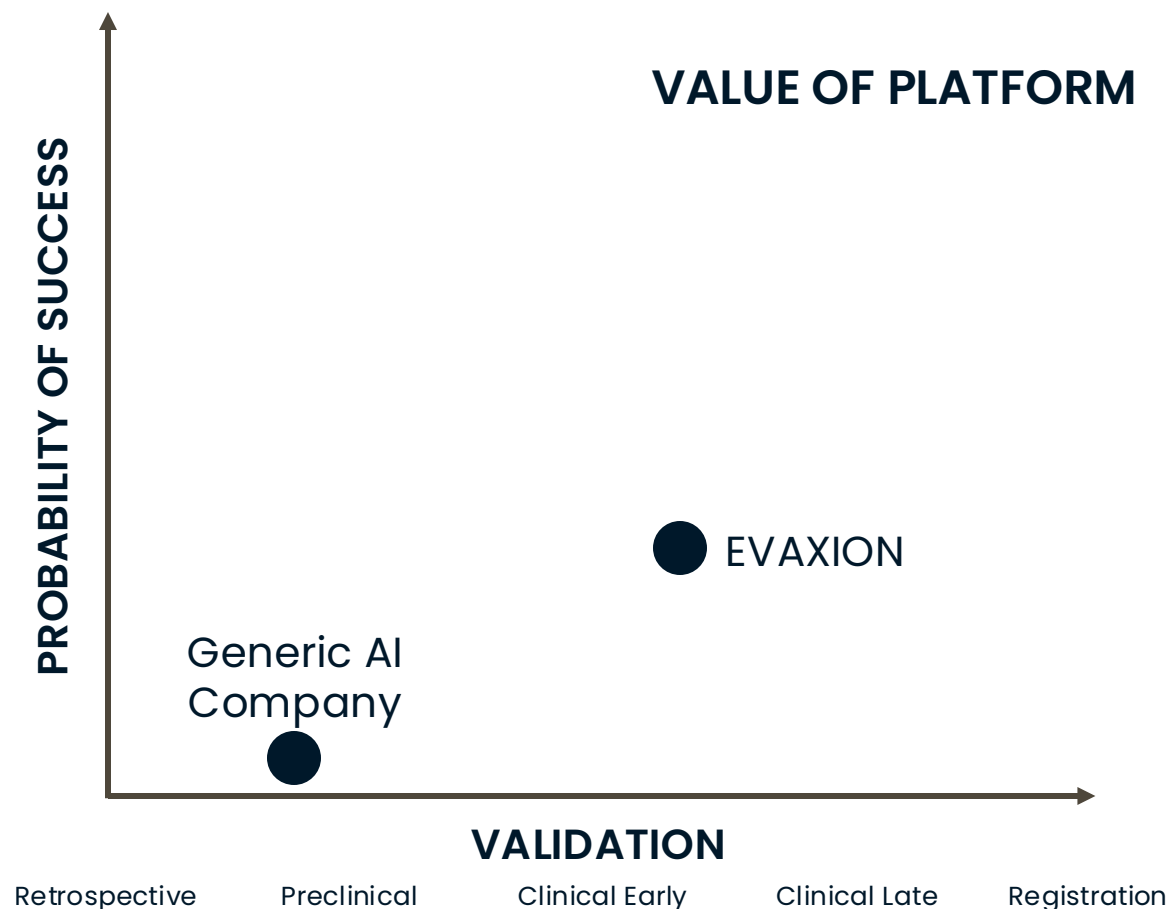 VALUE OF PLATFORM
PROBABILITY OF SUCCESS
EVAXION
Generic AI
Company
VALIDATION
Retrospective
Preclinical
Clinical Early
Clinical Late
Registration